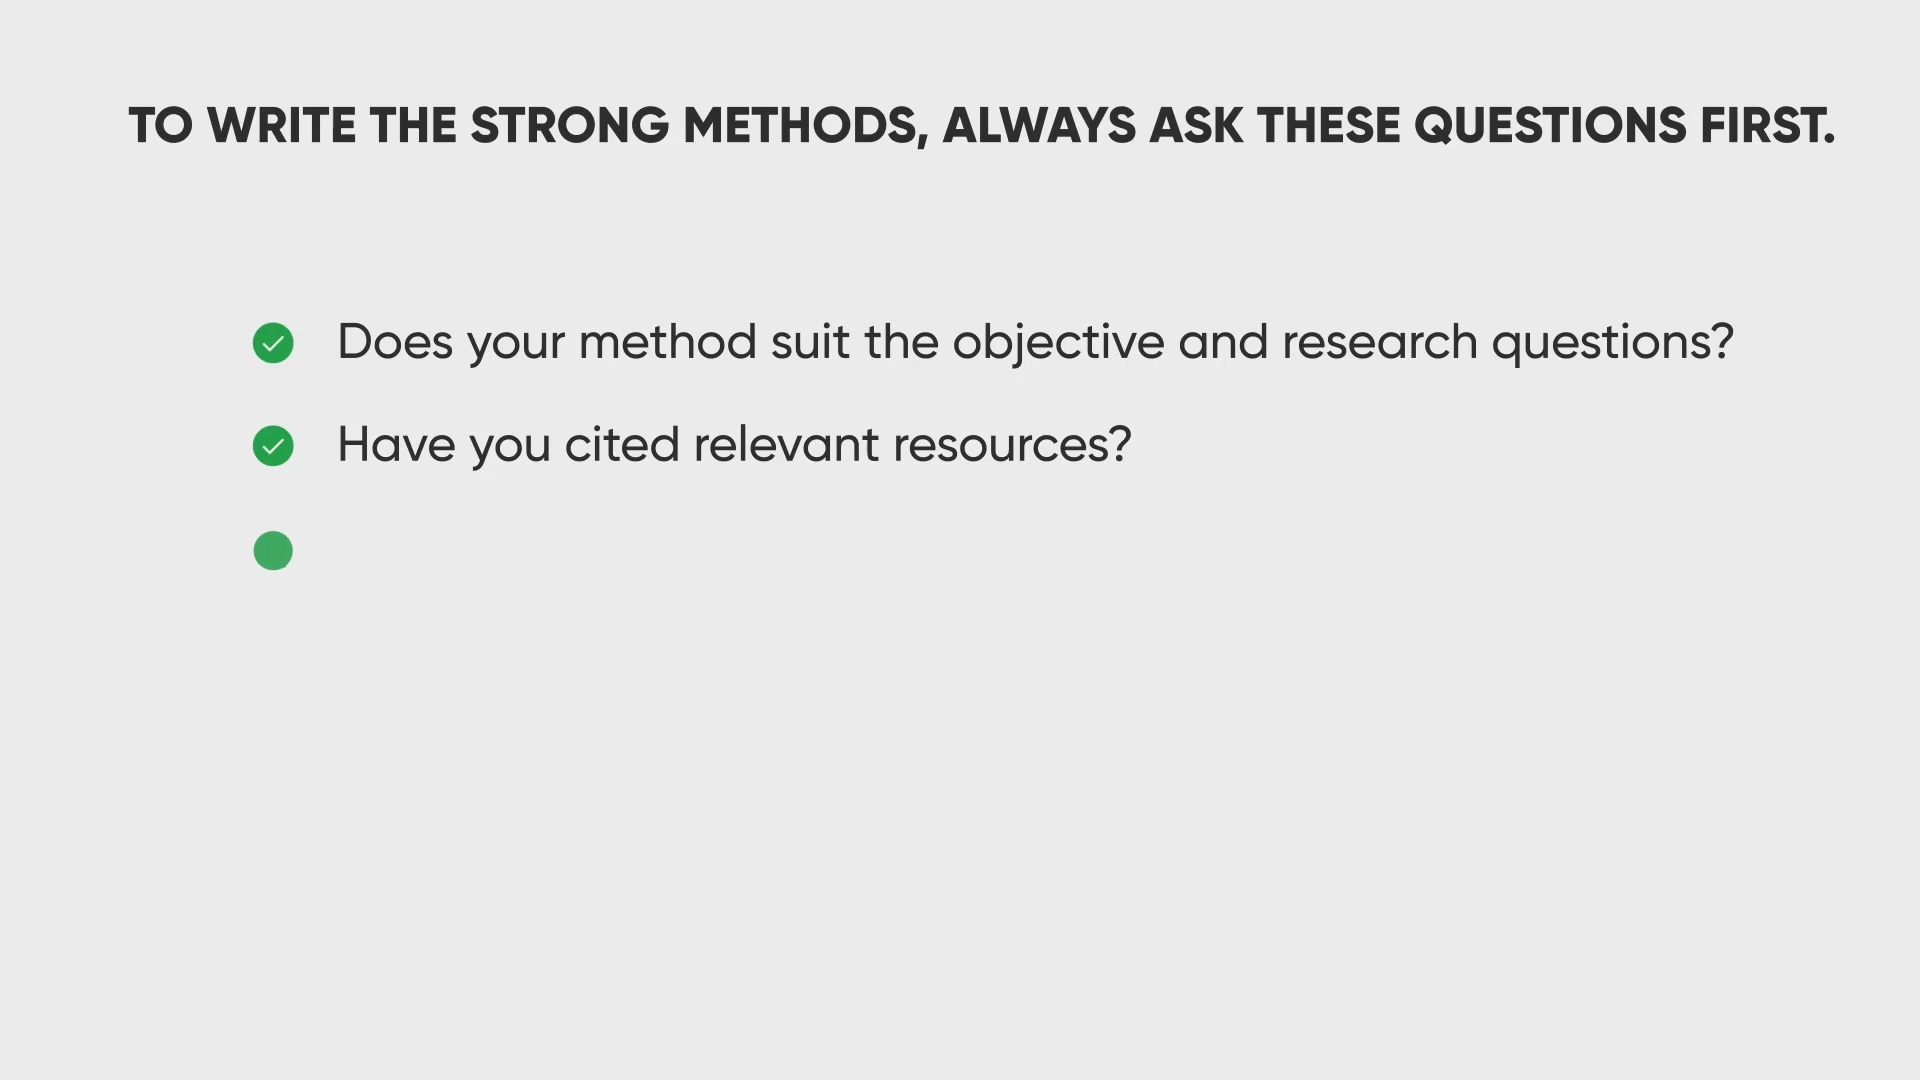 TO WRITE THE STRONG METHODS, ALWAYS ASK THESE QUESTIONS FIRST.
Does your method suit the objective and research questions?
Have you cited relevant resources?